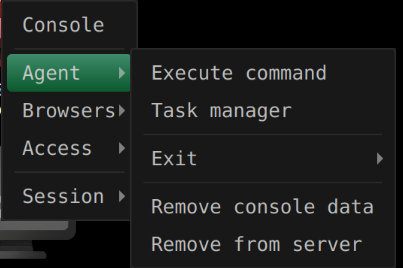 Console
Agent
Browsers
Access
Session
Execute command
Task manager
Exit
Remove console data
Remove from server